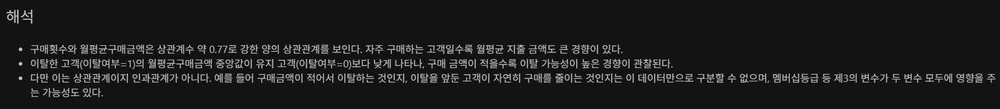 해석
• 구매횟수와 월평균구매금액은 상관계수 약 0.77로 강한 양의 상관관계를 보인다. 자주 구매하는 고객일수록 월평균 지출 금액도 큰 경향이 있다.
• 이탈한 고객(이탈여부=1)의 월평균구매금액 중앙값이 유지 고객(이탈여부=0)보다 낮게 나타나, 구매 금액이 적을수록 이탈 가능성이 높은 경향이 관찰된다.
• 다만 이는 상관관계이지 인과관계가 아니다. 예를 들어 구매금액이 적어서 이탈하는 것인지, 이탈을 앞둔 고객이 자연히 구매를 줄이는 것인지는 이 데이터만으로 구분할 수 없으며, 멤버십등급 등 제3의 변수가 두 변수 모두에 영향을 주
는 가능성도 있다.